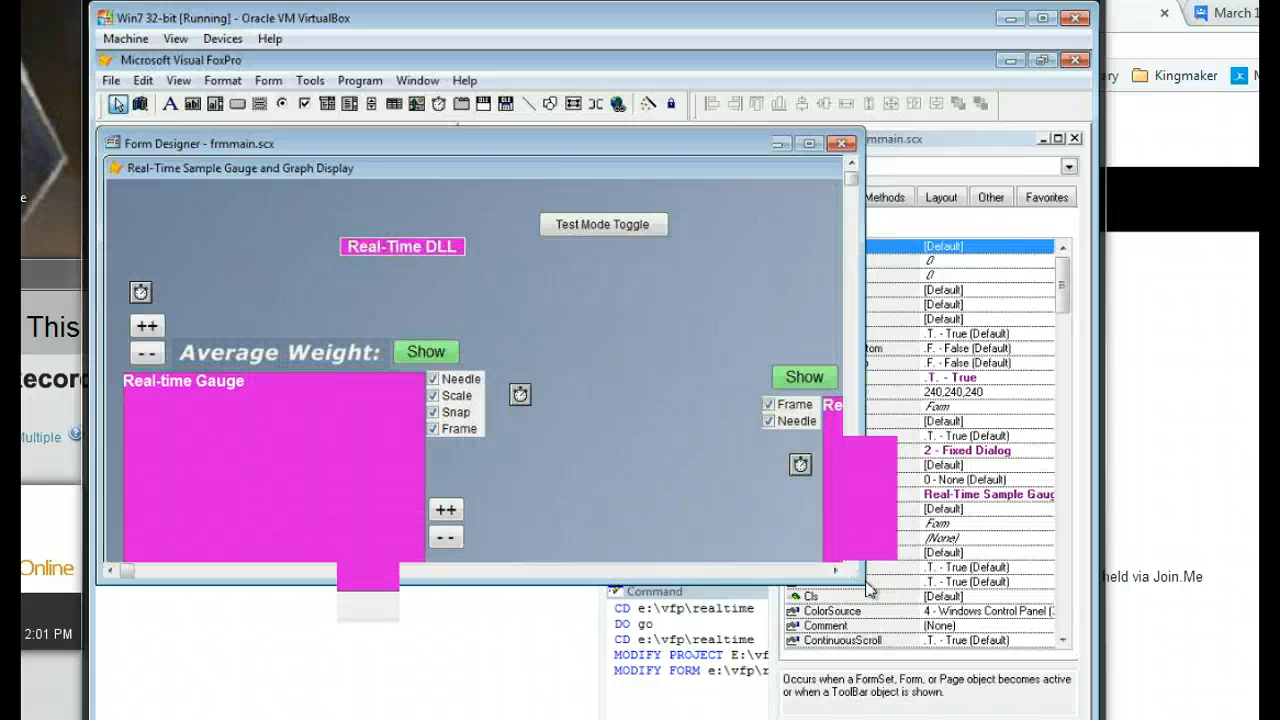 Win7 32-bit [Running] - Oracle VM VirtualBox
March 1
Machine View Devices Help
Microsoft Visual FoxPro
Kingmaker
File Edit View Format Form Tools Program Window Help
Form Designer - frmmain.scx
Real-Time Sample Gauge and Graph Display
Layout Other Favorites
Test Mode Toggle
Real-Time DLL
[Default]
()
()
[Default]
[Default]
[Default]
.T. - True (Default)
.F. - False (Default)
.F. - False (Default)
.T. - True
240,240,240
Form
[Default]
.T. - True (Default)
2 - Fixed Dialog
[Default]
0 - None (Default)
Real-Time Sample Gaug
[Default]
Form
(None)
[Default]
.T. - True (Default)
.T. - True (Default)
Cls [Default]
ColorSource 4 - Windows Control Panel (
Comment (None)
ContinuousScroll .T. - True (Default)
Occurs when a FormSet, Form, or Page object becomes active
or when a ToolBar object is shown.
++
--
Average Weight: Show
Real-time Gauge
Needle
Scale
Snap
Frame
++
--
Show
Frame
Needle
Re
Command
CD e:\vfp\realtime
DO go
CD e:\vfp\realtime
MODIFY PROJECT E:\vf
MODIFY FORM e:\vfp\r
This
Multiple
Online
2:01 PM
held via Join.Me